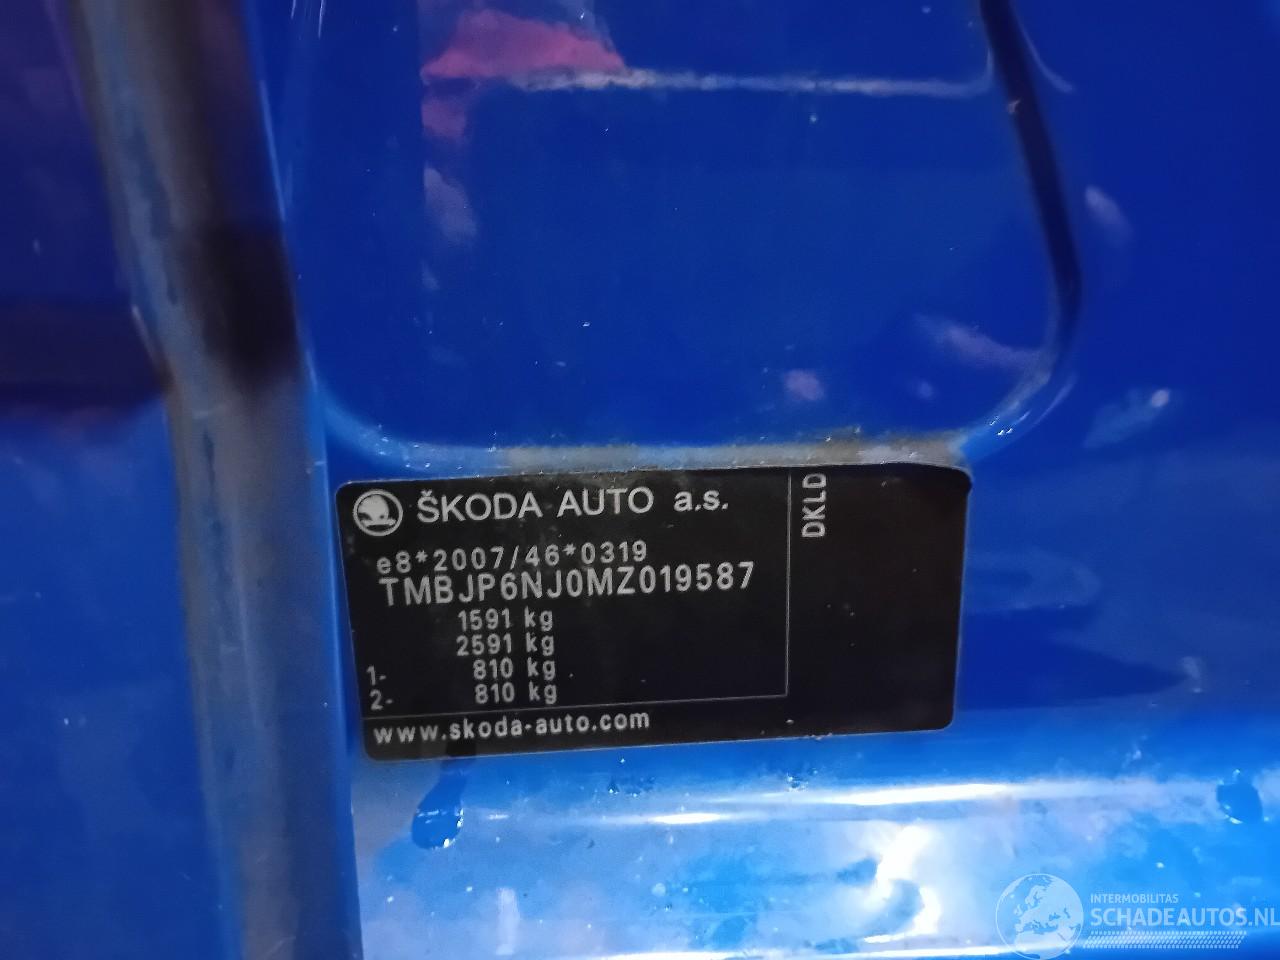 ŠKODA AUTO a.s.
e8*2007/46*0319
TMBJP6NJ0MZ019587
1591 kg
2591 kg
1- 810 kg
2- 810 kg
www.skoda-auto.com
DKLD
INTERMOBILITAS
SCHADEAUTOS.NL